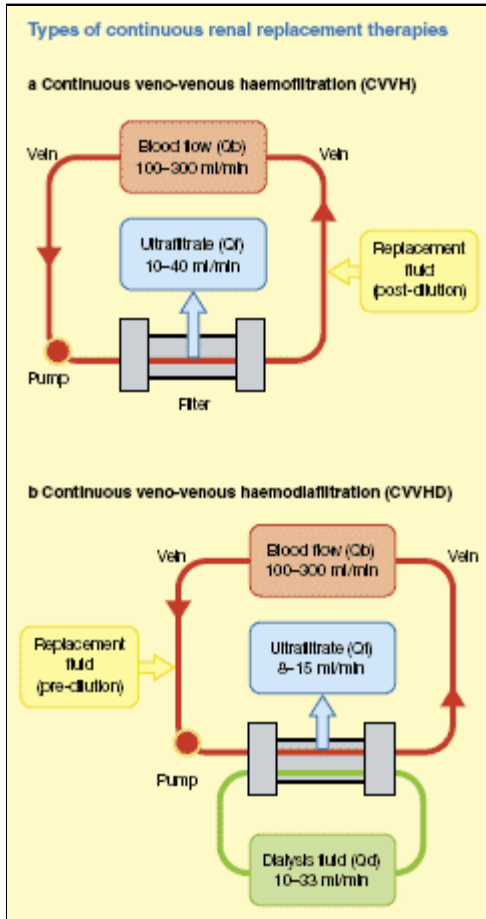 Types of continuous renal replacement therapies
a Continuous veno-venous haemofiltration (CVVH)
Vein
Blood flow (Qb)
100–300 ml/min
Vein
Ultrafiltrate (Qf)
10–40 ml/min
Replacement
fluid
(post-dilution)
Pump
Filter
b Continuous veno-venous haemodiafiltration (CVVHD)
Vein
Blood flow (Qb)
100–300 ml/min
Vein
Replacement
fluid
(pre-dilution)
Ultrafiltrate (Qf)
8–15 ml/min
Pump
Dialysis fluid (Qd)
10–33 ml/min